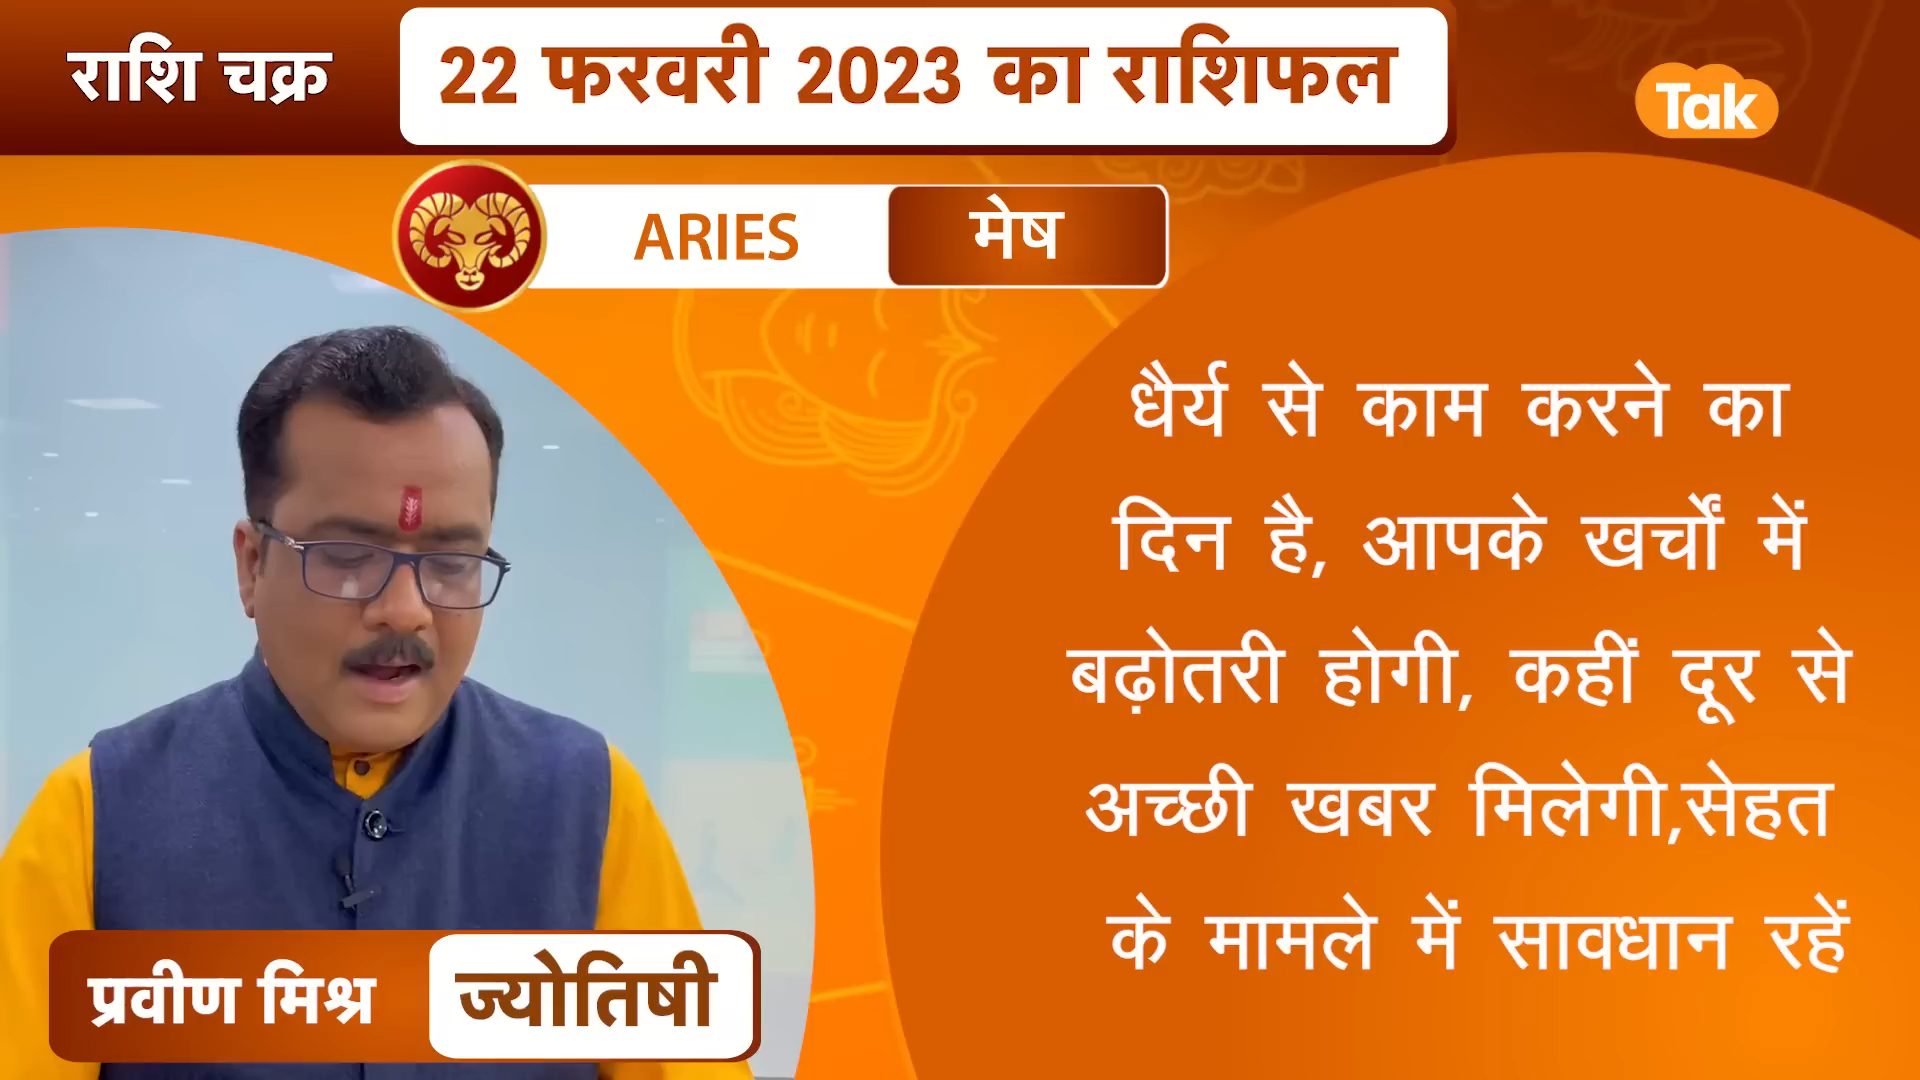 राशि चक्र
22 फरवरी 2023 का राशिफल
Tak
ARIES
मेष
धैर्य से काम करने का
दिन है, आपके खर्चों में
बढ़ोतरी होगी, कहीं दूर से
अच्छी खबर मिलेगी,सेहत
के मामले में सावधान रहें
प्रवीण मिश्र
ज्योतिषी